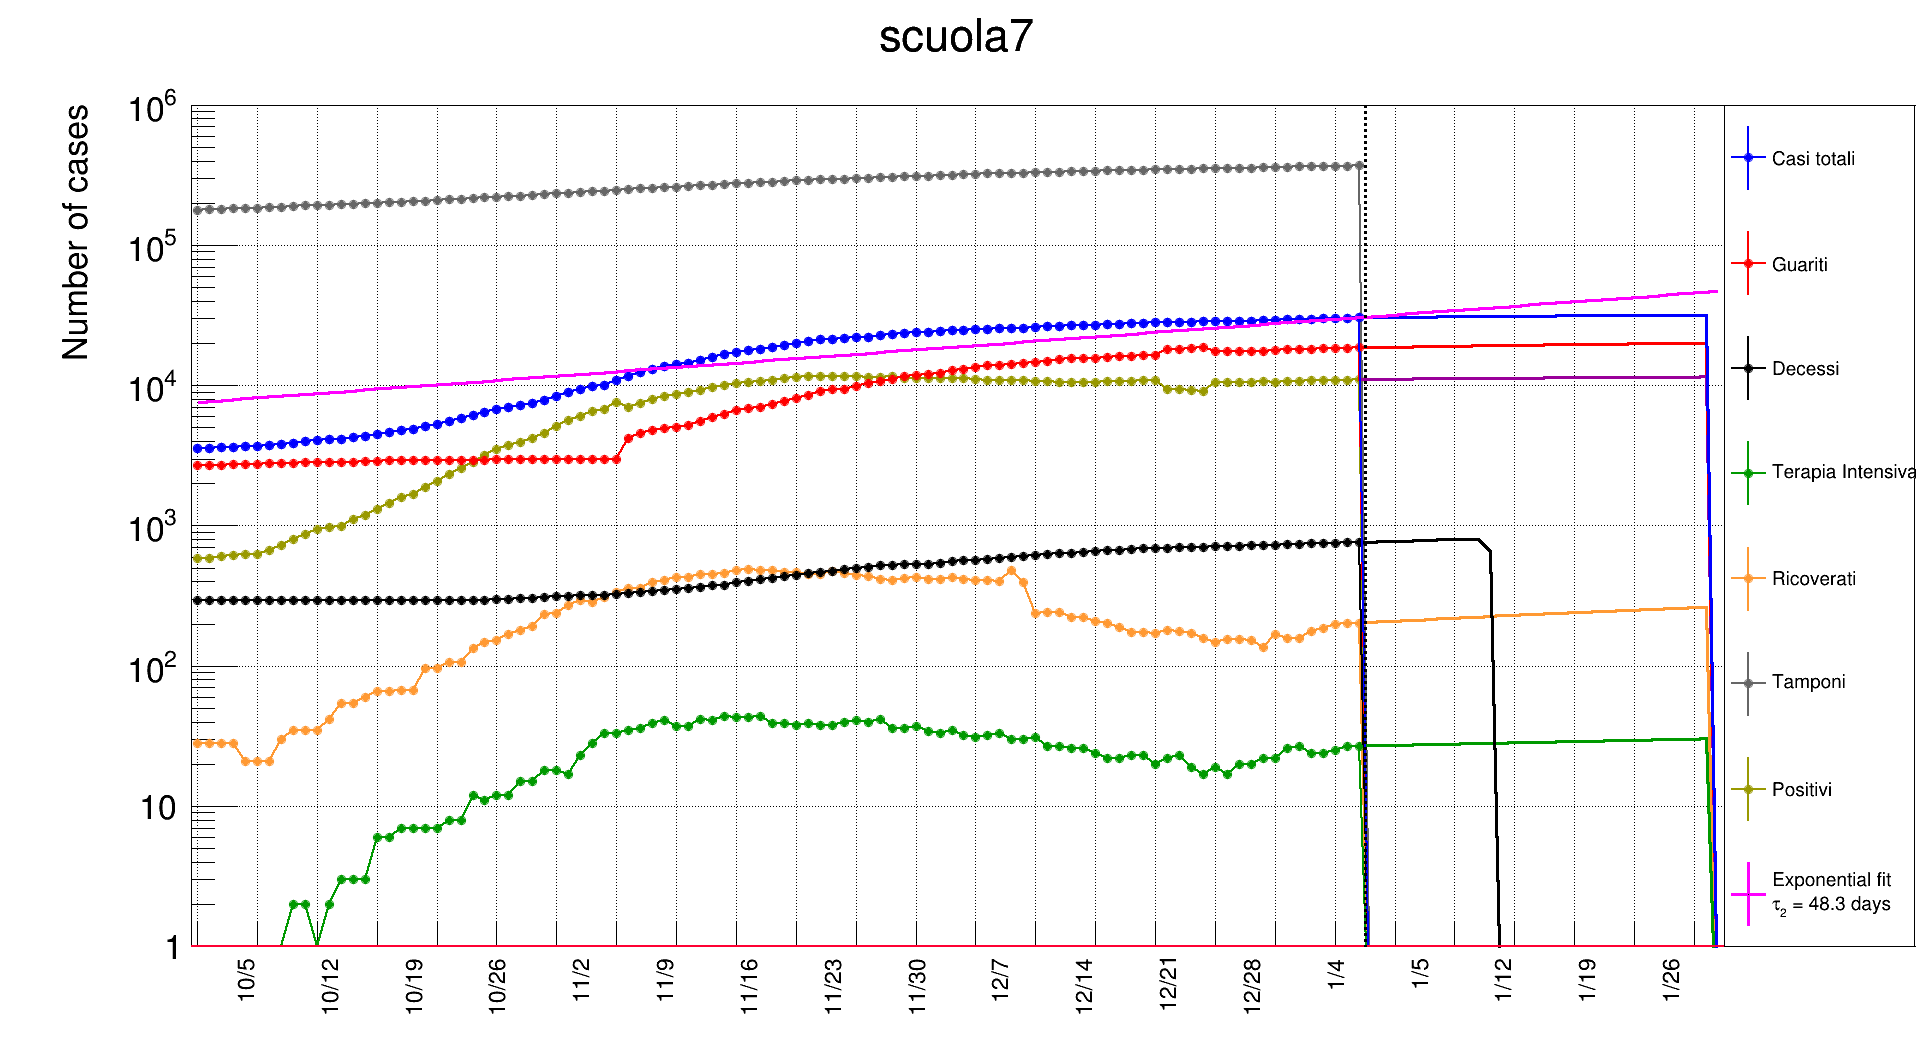 scuola7
Number of cases
10^6
10^5
10^4
10^3
10^2
10
1
10/5
10/12
10/19
10/26
11/2
11/9
11/16
11/23
11/30
12/7
12/14
12/21
12/28
1/4
1/5
1/12
1/19
1/26
Casi totali
Guariti
Decessi
Terapia Intensiva
Ricoverati
Tamponi
Positivi
Exponential fit
τ_2 = 48.3 days